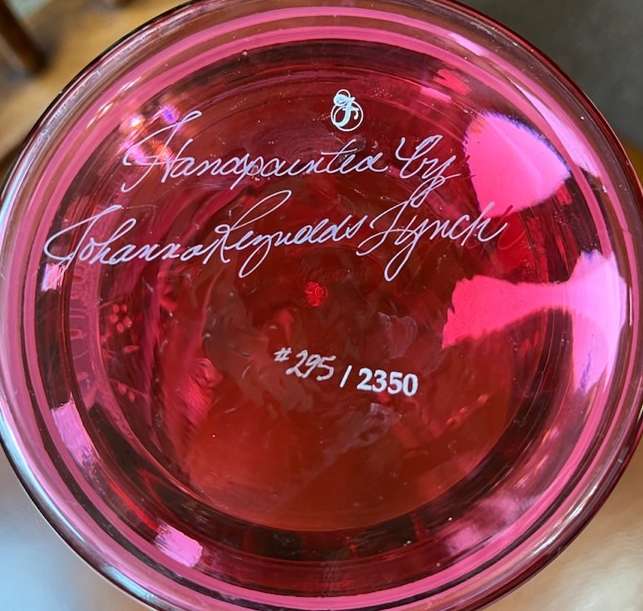 F
Handpainted by
Johanna Reynolds Lynch
#295 / 2350